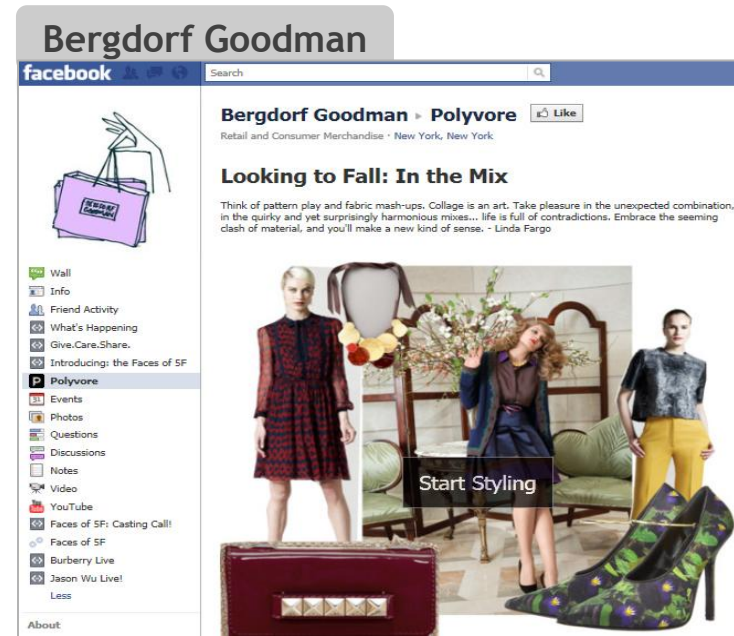 Bergdorf Goodman
facebook
Search
Bergdorf Goodman ▸ Polyvore
Like
Retail and Consumer Merchandise · New York, New York
Looking to Fall: In the Mix
Think of pattern play and fabric mash-ups. Collage is an art. Take pleasure in the unexpected combination,
in the quirky and yet surprisingly harmonious mixes... life is full of contradictions. Embrace the seeming
clash of material, and you'll make a new kind of sense. - Linda Fargo
BERGDORF
GOODMAN
Wall
Info
Friend Activity
What's Happening
Give.Care.Share.
Introducing: the Faces of 5F
P Polyvore
31 Events
Photos
Questions
Discussions
Notes
Video
YouTube
Faces of 5F: Casting Call!
Faces of 5F
Burberry Live
Jason Wu Live!
Less
About
Start Styling